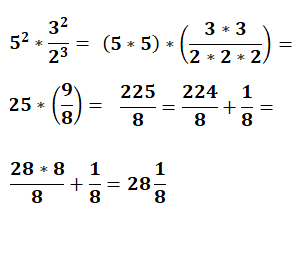 5² * 3²/2³ = (5 * 5) * (3 * 3/2 * 2 * 2) =
25 * (9/8) = 225/8 = 224/8 + 1/8 =
28 * 8/8 + 1/8 = 28 1/8